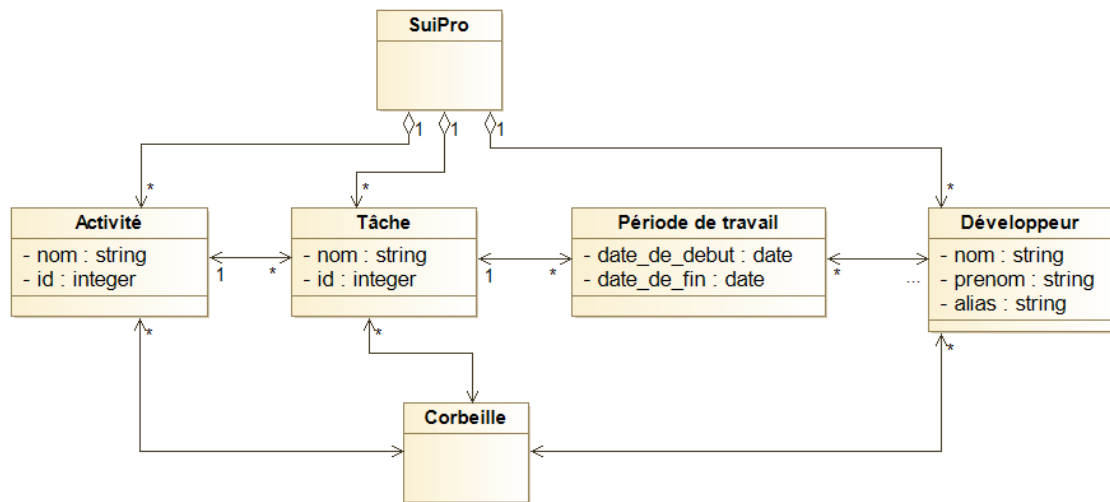 SuiPro
1
1
1
*
*
*
Activité
- nom : string
- id : integer
Tâche
- nom : string
- id : integer
Période de travail
- date_de_debut : date
- date_de_fin : date
Développeur
- nom : string
- prenom : string
- alias : string
1
*
1
*
*
...
*
*
*
Corbeille